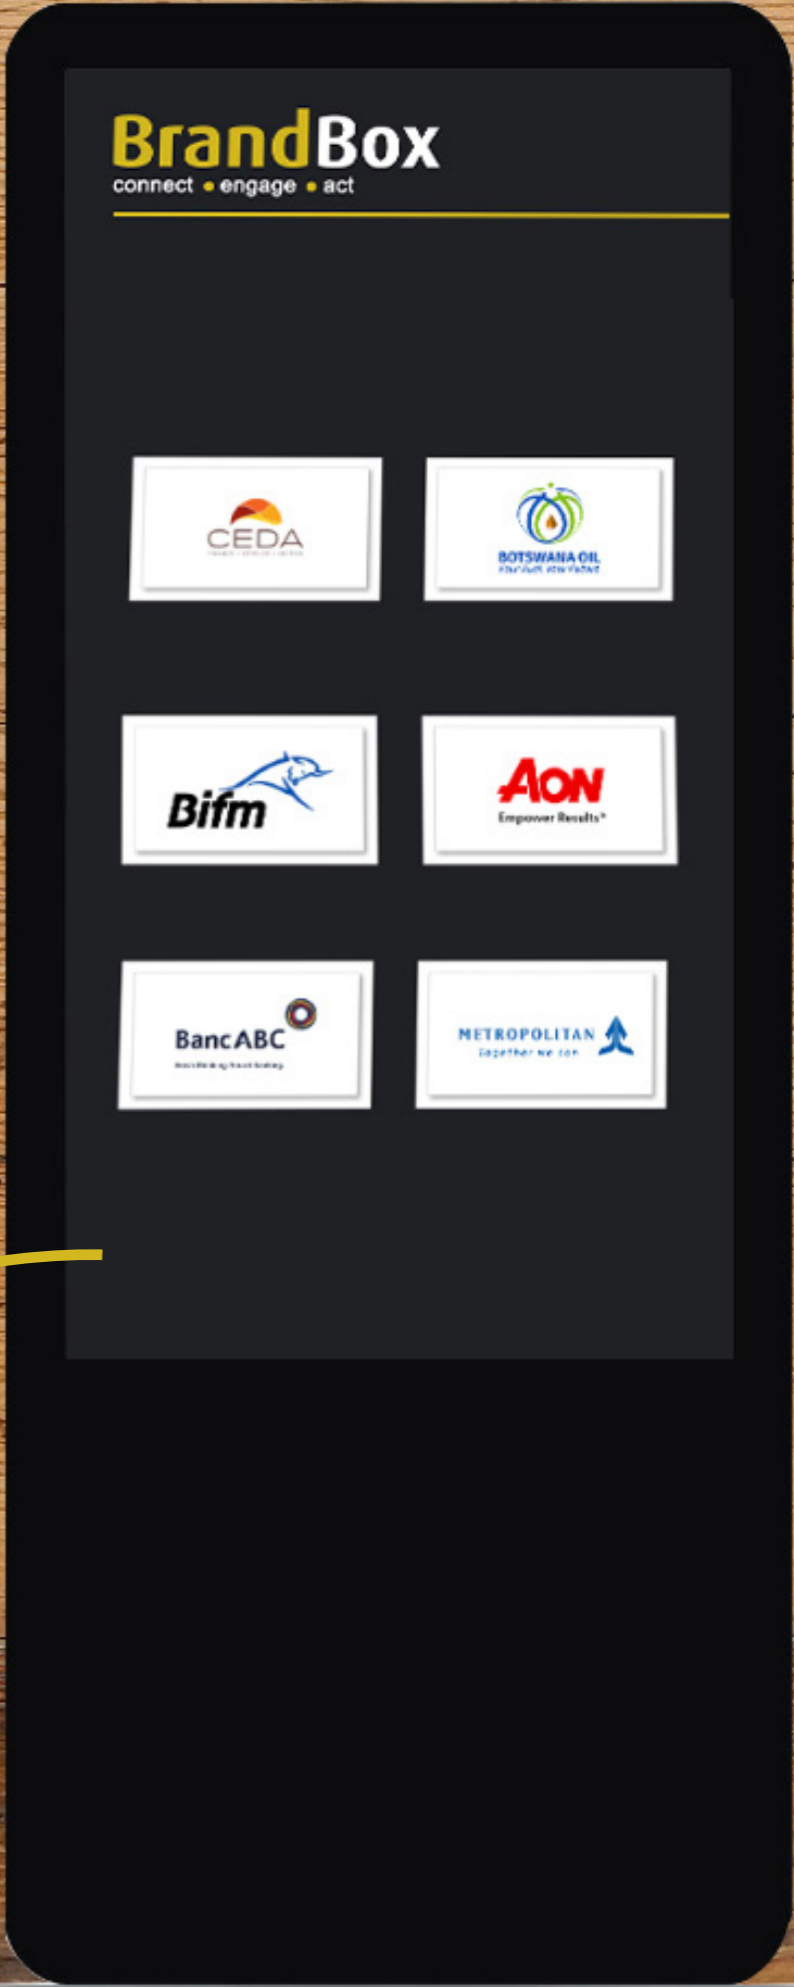 BrandBox
connect • engage • act
CEDA
BOTSWANA OIL
Bifm
AON
Empower Results®
BancABC
METROPOLITAN
Together we can